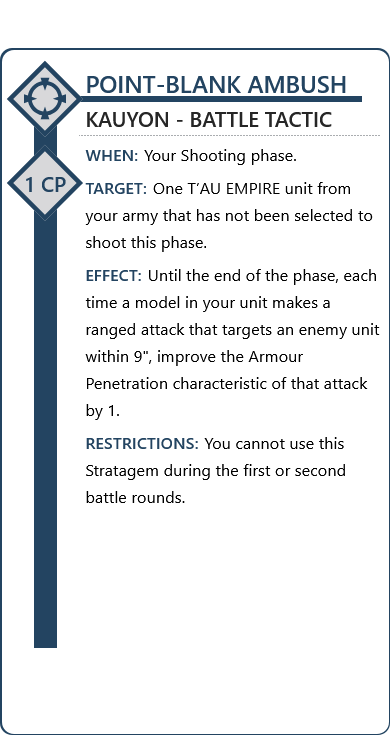 POINT-BLANK AMBUSH
KAUYON - BATTLE TACTIC
WHEN: Your Shooting phase.
1 CP
TARGET: One T’AU EMPIRE unit from
your army that has not been selected to
shoot this phase.
EFFECT: Until the end of the phase, each
time a model in your unit makes a
ranged attack that targets an enemy unit
within 9", improve the Armour
Penetration characteristic of that attack
by 1.
RESTRICTIONS: You cannot use this
Stratagem during the first or second
battle rounds.